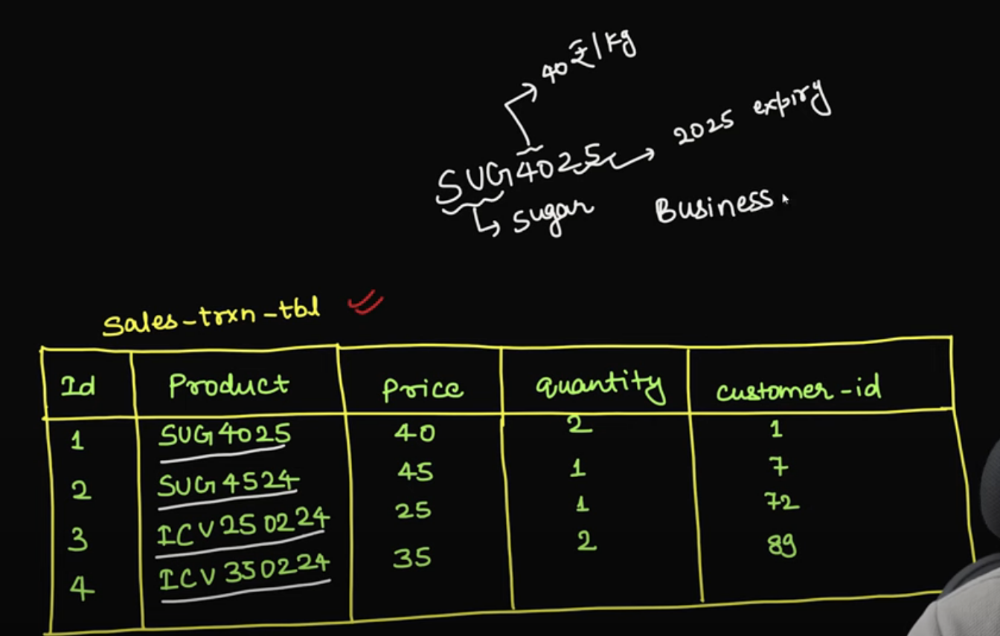 40 ₹/kg
2025 expiry
SUG4025
sugar
Business.
Sales-trxn-tbl
Id Product Price quantity customer-id
1 SUG4025 40 2 1
2 SUG4524 45 1 7
3 ICV250224 25 1 72
4 ICV350224 35 2 89